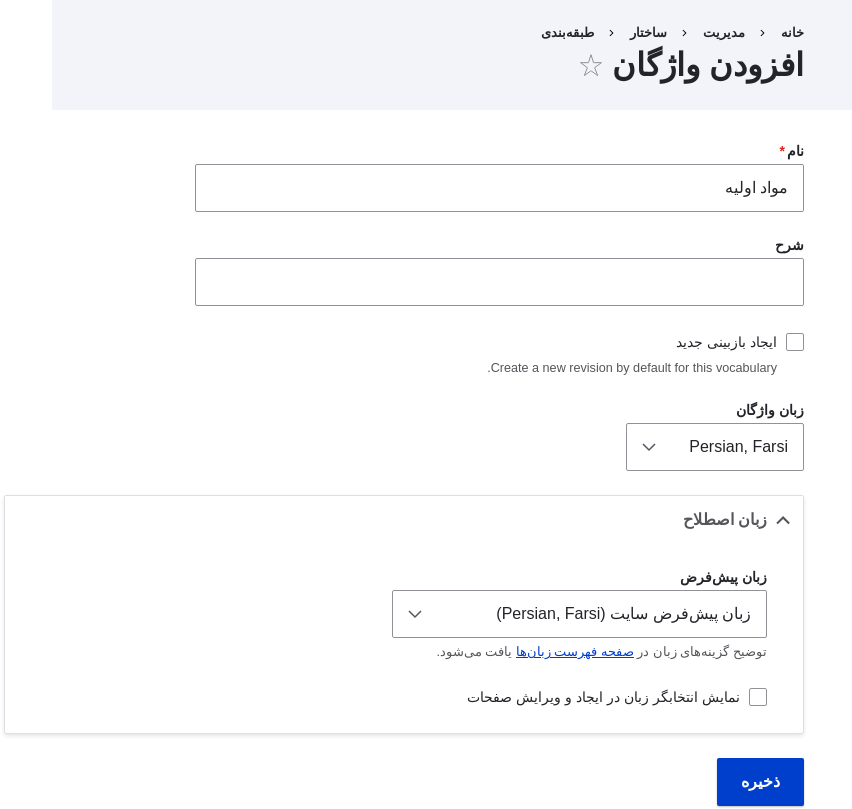 خانه › مدیریت › ساختار › طبقه‌بندی
افزودن واژگان ☆
نام*
مواد اولیه
شرح
ایجاد بازبینی جدید
Create a new revision by default for this vocabulary.
زبان واژگان
Persian, Farsi
زبان اصطلاح
زبان پیش‌فرض
زبان پیش‌فرض سایت (Persian, Farsi)
توضیح گزینه‌های زبان در صفحه فهرست زبان‌ها یافت می‌شود.
نمایش انتخابگر زبان در ایجاد و ویرایش صفحات
ذخیره